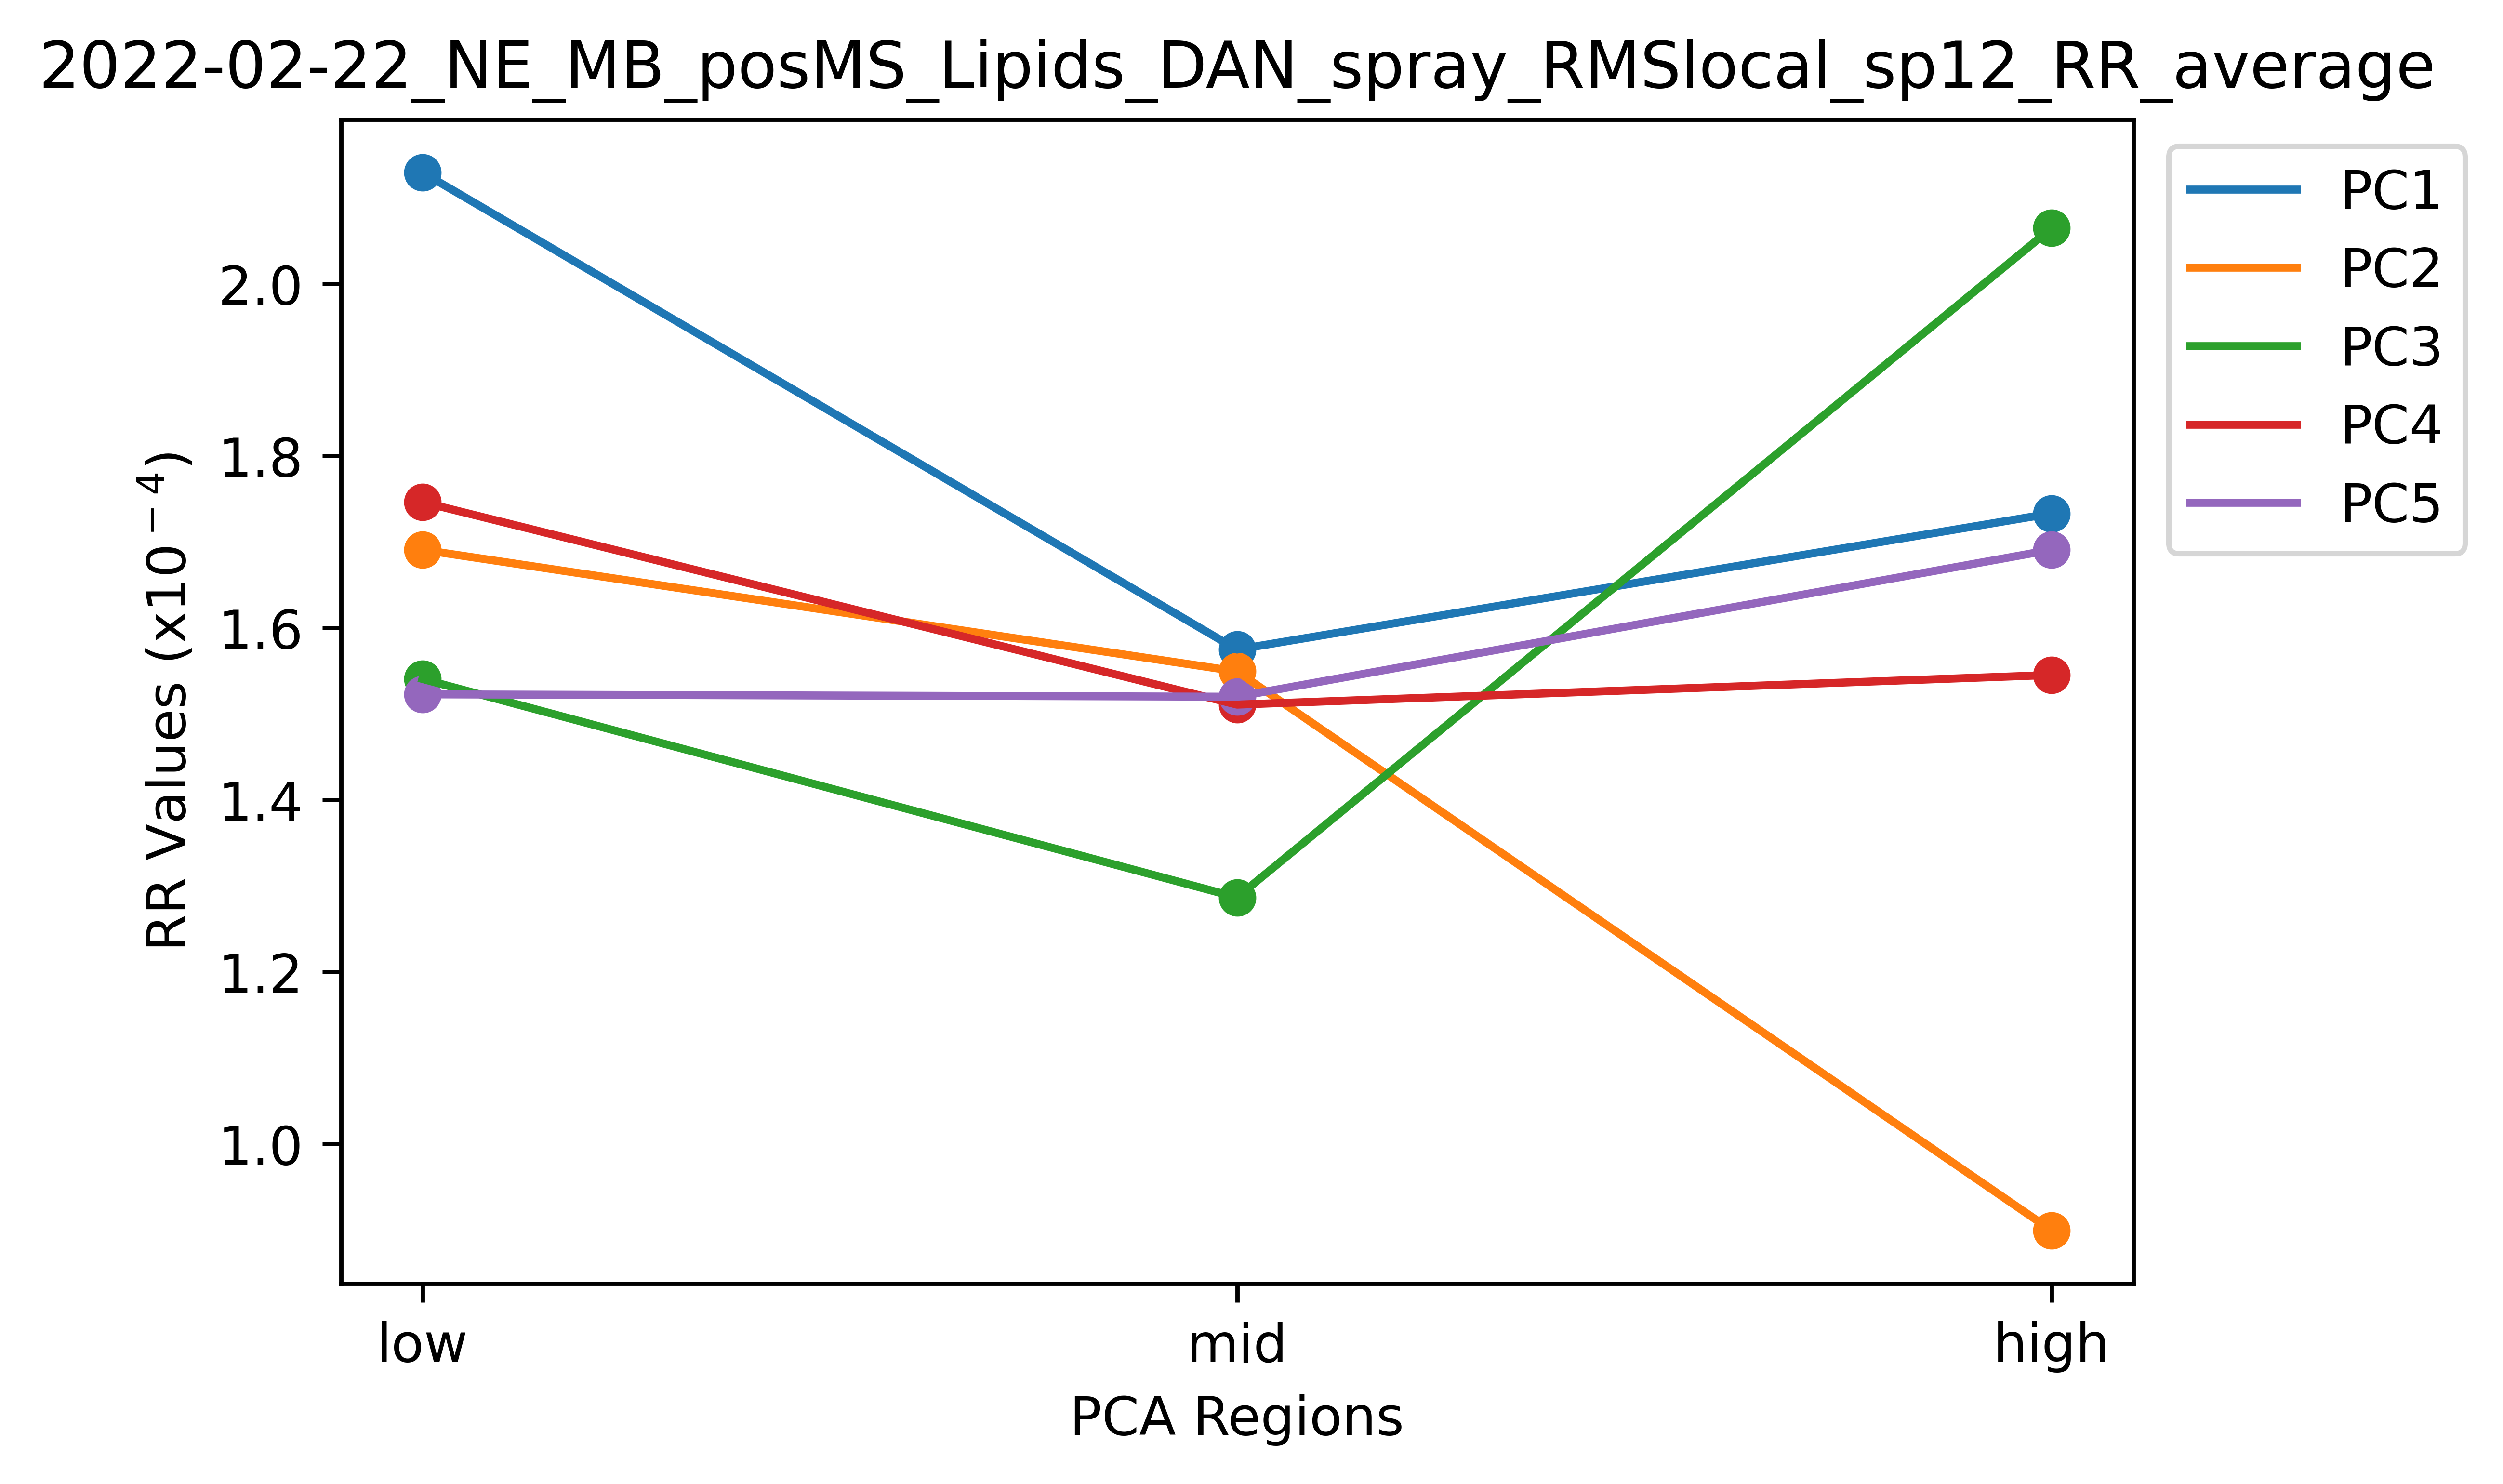 2022-02-22_NE_MB_posMS_Lipids_DAN_spray_RMSlocal_sp12_RR_average
PC1
PC2
PC3
PC4
PC5
RR Values (x10⁻⁴)
2.0
1.8
1.6
1.4
1.2
1.0
low mid high
PCA Regions